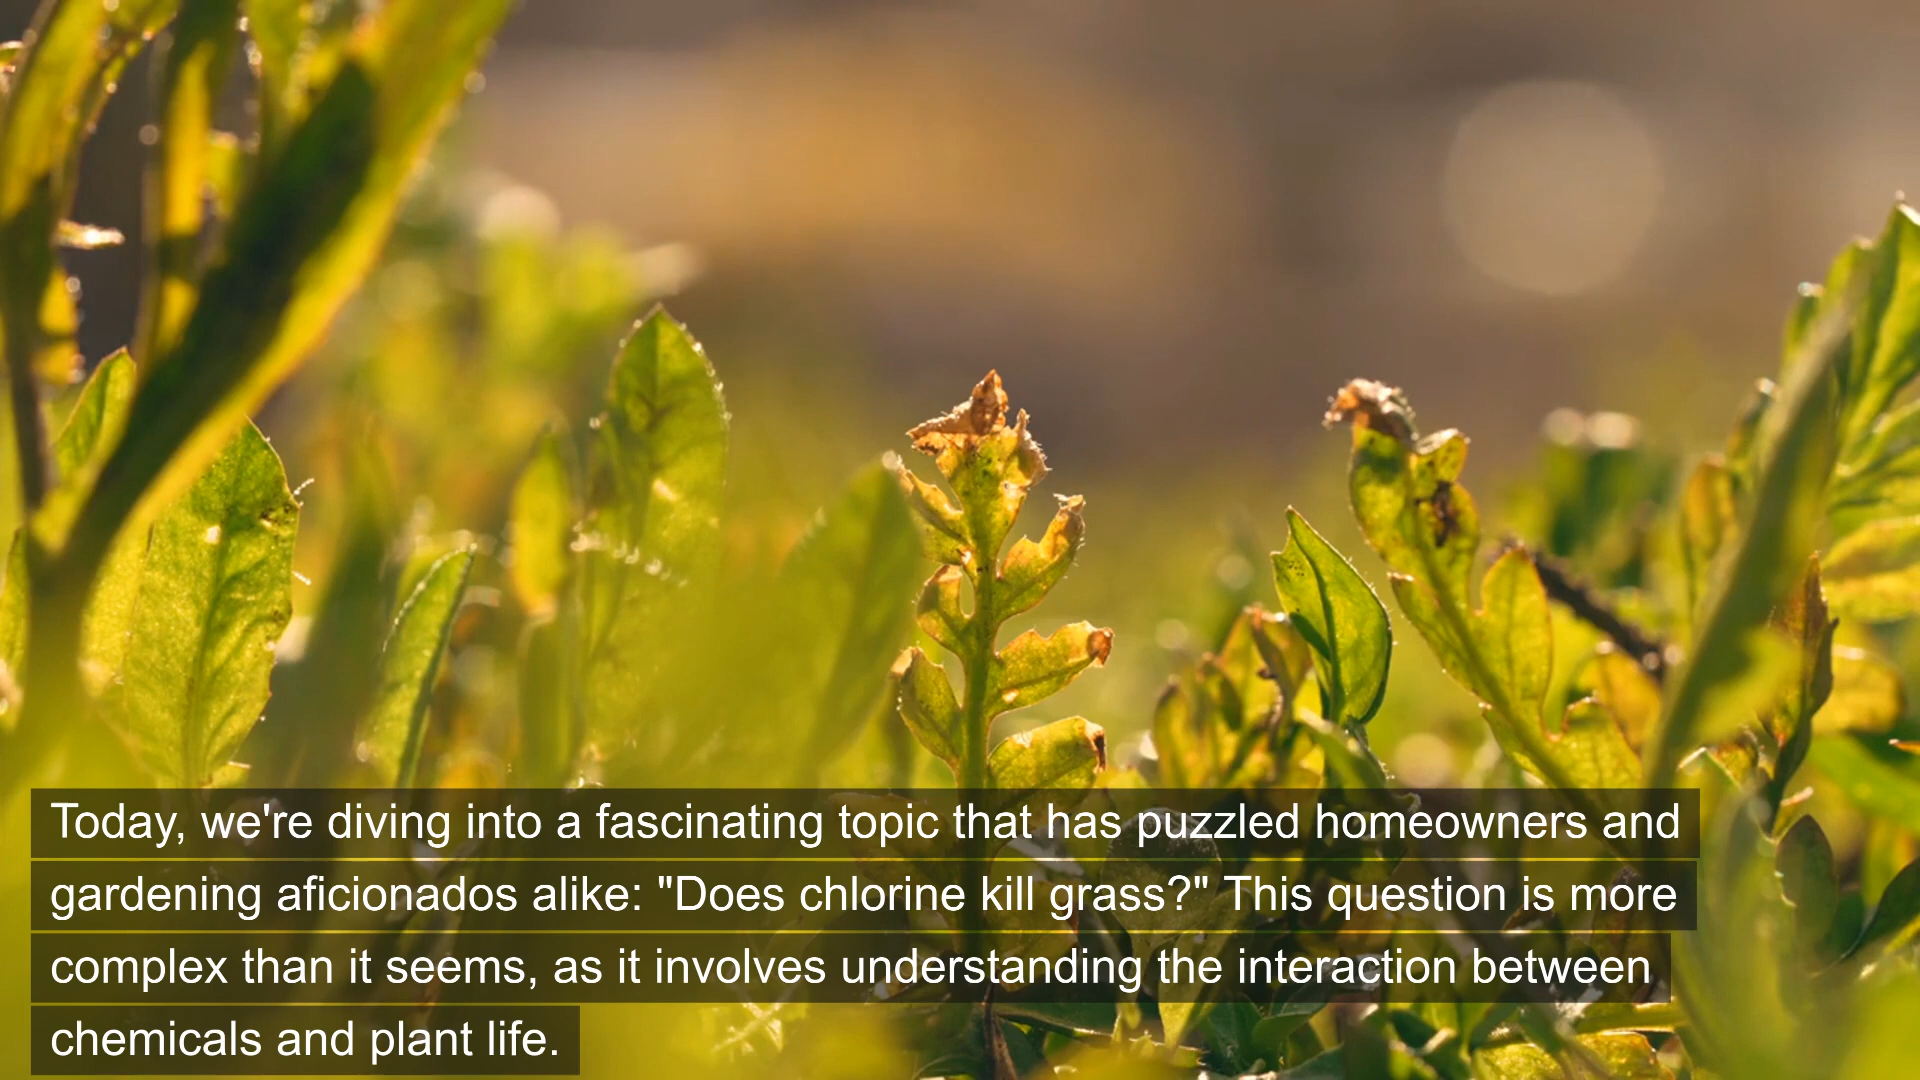 Today, we're diving into a fascinating topic that has puzzled homeowners and
gardening aficionados alike: "Does chlorine kill grass?" This question is more
complex than it seems, as it involves understanding the interaction between
chemicals and plant life.